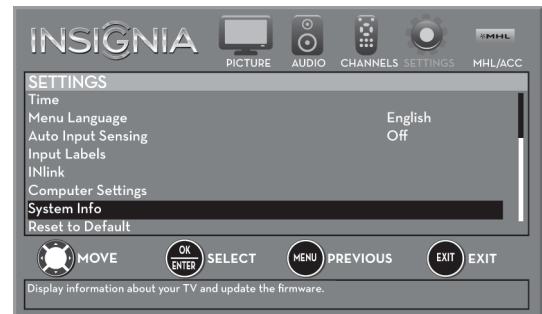 INSIGNIA
PICTURE AUDIO CHANNELS SETTINGS MHL MHL/ACC
SETTINGS
Time
Menu Language English
Auto Input Sensing Off
Input Labels
INlink
Computer Settings
System Info
Reset to Default
MOVE OK ENTER SELECT MENU PREVIOUS EXIT EXIT
Display information about your TV and update the firmware.